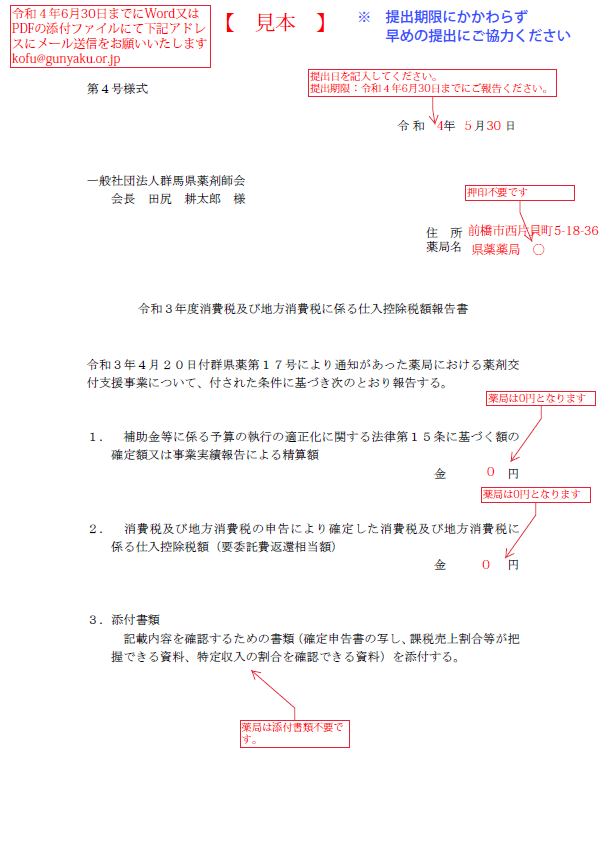 令和４年6月30日までにWord又は
PDFの添付ファイルにて下記アドレ
スにメール送信をお願いいたします
kofu@gunyaku.or.jp
【　見本　】
※　提出期限にかかわらず
早めの提出にご協力ください
第４号様式
提出日を記入してください。
提出期限：令和４年6月30日までにご報告ください。
令 和　4年　５月30 日
一般社団法人群馬県薬剤師会
会長　田尻　耕太郎　様
押印不要です
住　所　前橋市西片貝町5-18-36
薬局名　県薬薬局　〇
令和３年度消費税及び地方消費税に係る仕入控除税額報告書
令和３年４月２０日付群県薬第１７号により通知があった薬局における薬剤交
付支援事業について、付された条件に基づき次のとおり報告する。
薬局は0円となります
１．　補助金等に係る予算の執行の適正化に関する法律第１５条に基づく額の
確定額又は事業実績報告による精算額
金　　　０　円
薬局は0円となります
２．　消費税及び地方消費税の申告により確定した消費税及び地方消費税に
係る仕入控除税額（要委託費返還相当額）
金　　　０　円
３．添付書類
記載内容を確認するための書類（確定申告書の写し、課税売上割合等が把
握できる資料、特定収入の割合を確認できる資料）を添付する。
薬局は添付書類不要で
す。